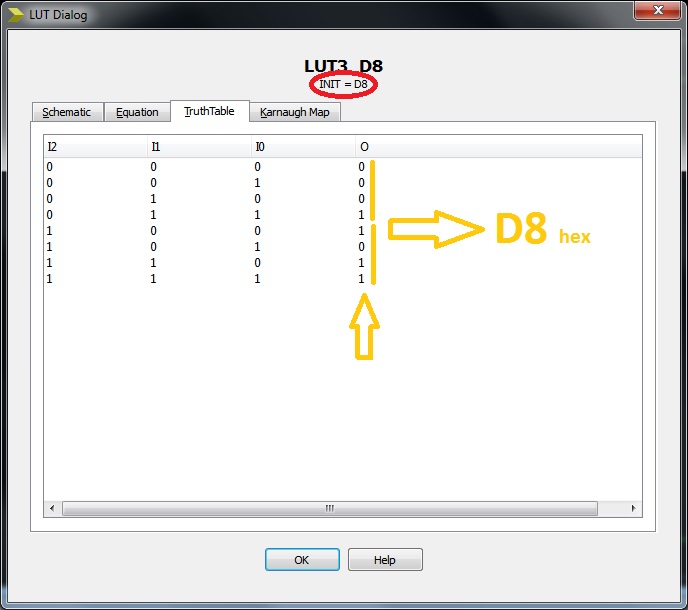 LUT Dialog
LUT3_D8
INIT = D8
Schematic Equation TruthTable Karnaugh Map
I2 I1 I0 O
0 0 0 0
0 0 1 0
0 1 0 0
0 1 1 1
1 0 0 1
1 0 1 0
1 1 0 1
1 1 1 1
D8 hex
OK Help